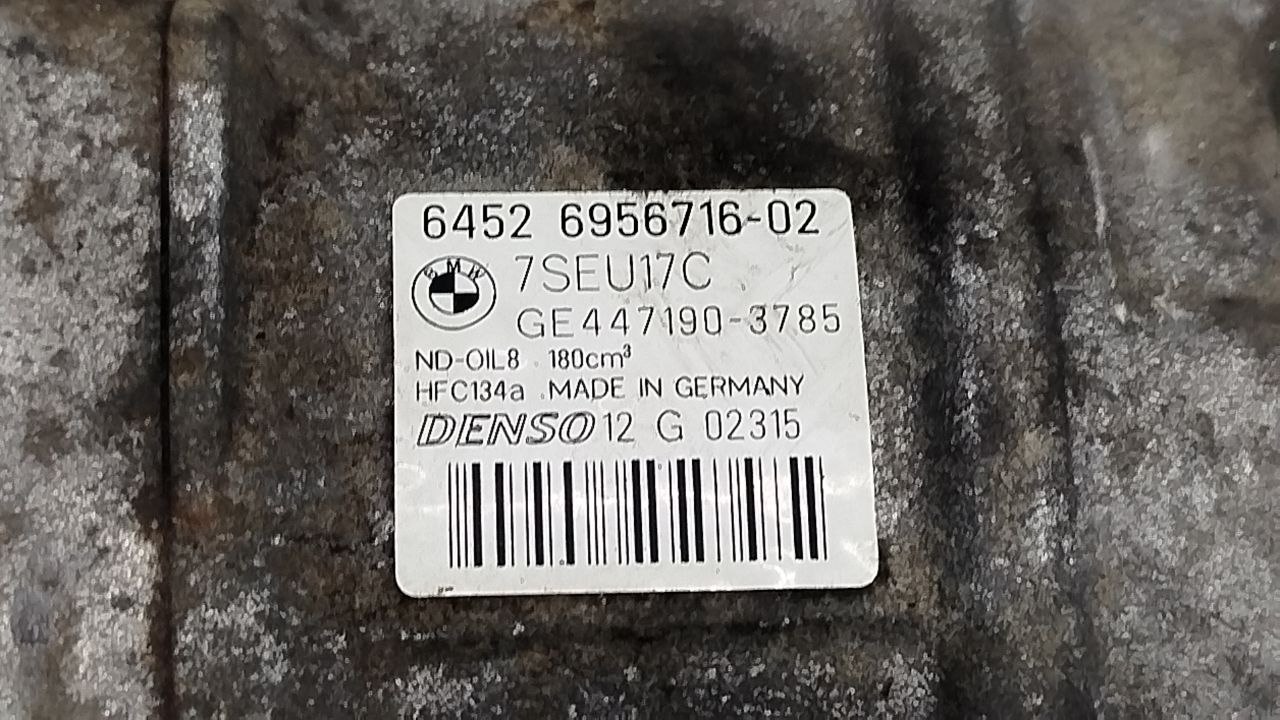 6452 6956716-02
BMW
7SEU17C
GE447190-3785
ND-OIL8 180cm³
HFC134a MADE IN GERMANY
DENSO 12 G 02315